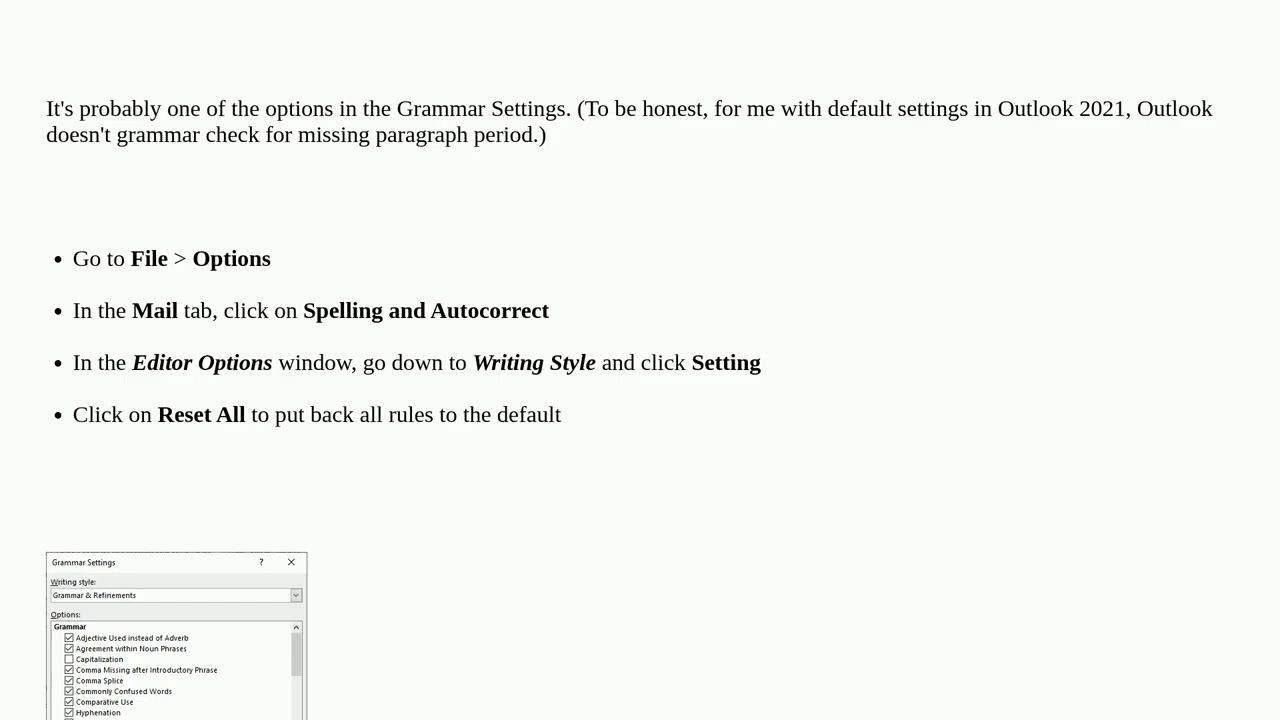 It's probably one of the options in the Grammar Settings. (To be honest, for me with default settings in Outlook 2021, Outlook
doesn't grammar check for missing paragraph period.)
• Go to File > Options
• In the Mail tab, click on Spelling and Autocorrect
• In the Editor Options window, go down to Writing Style and click Setting
• Click on Reset All to put back all rules to the default
Grammar Settings ?
Writing style:
Grammar & Refinements
Options:
Grammar
Adjective Used instead of Adverb
Agreement within Noun Phrases
Capitalization
Comma Missing after Introductory Phrase
Comma Splice
Commonly Confused Words
Comparative Use
Hyphenation